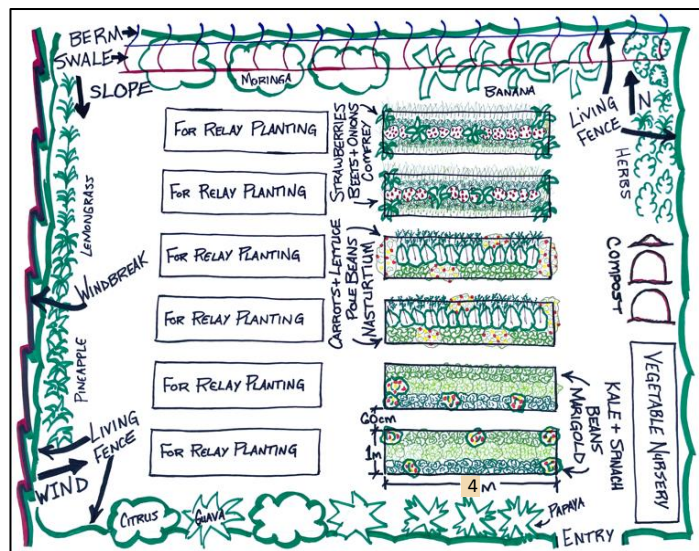 BERM
SWALE
SLOPE
MORINGA
BANANA
LIVING
FENCE
N
HERBS
FOR RELAY PLANTING
STRAWBERRIES
BEETS + ONIONS
COMFREY
FOR RELAY PLANTING
LEMONGRASS
FOR RELAY PLANTING
CARROTS + LETTUCE
POLE BEANS
NASTURTIUM
COMPOST
WINDBREAK
FOR RELAY PLANTING
PINEAPPLE
FOR RELAY PLANTING
KALE + SPINACH
BEANS
MARIGOLD
VEGETABLE NURSERY
60cm
LIVING
FENCE
FOR RELAY PLANTING
1m
WIND
4 m
CITRUS
GUAVA
PAPAYA
ENTRY